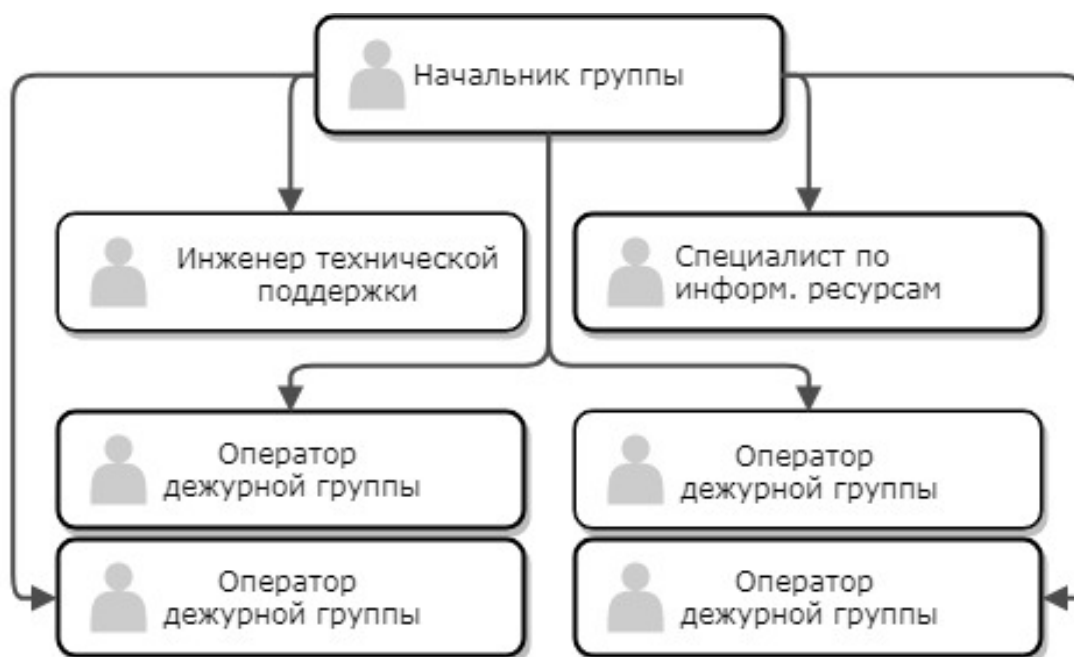 Начальник группы
Инженер технической
поддержки
Специалист по
информ. ресурсам
Оператор
дежурной группы
Оператор
дежурной группы
Оператор
дежурной группы
Оператор
дежурной группы